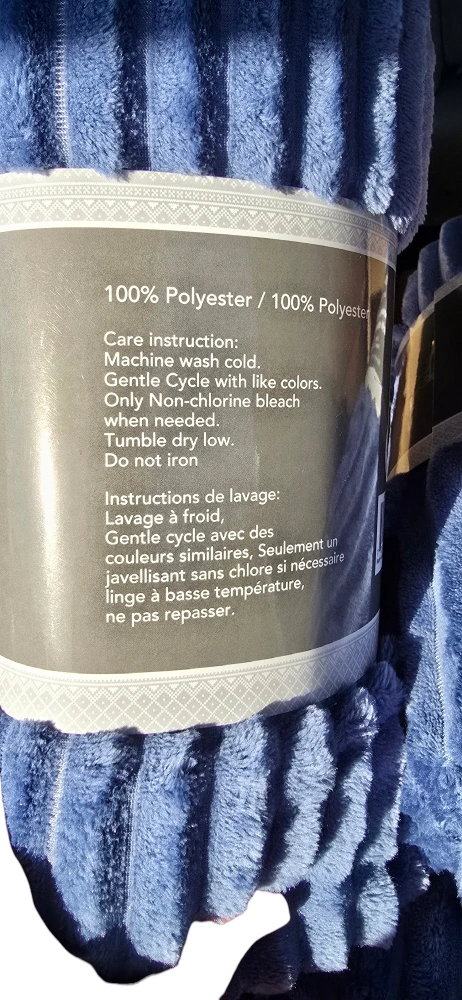 100% Polyester / 100% Polyester
Care instruction:
Machine wash cold.
Gentle Cycle with like colors.
Only Non-chlorine bleach
when needed.
Tumble dry low.
Do not iron
Instructions de lavage:
Lavage à froid,
Gentle cycle avec des
couleurs similaires, Seulement un
javellisant sans chlore si nécessaire
linge à basse température,
ne pas repasser.